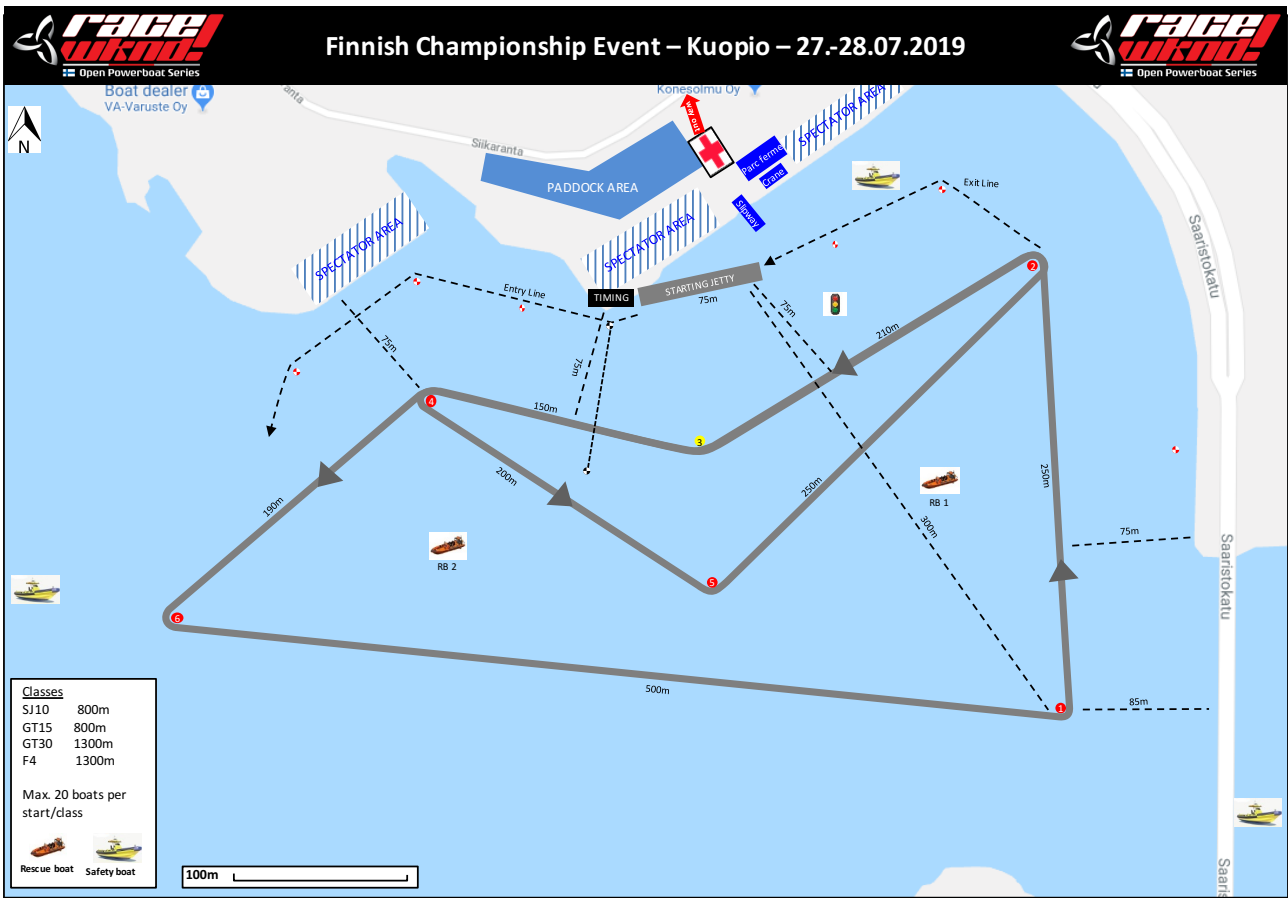 race wknd!
Open Powerboat Series
Finnish Championship Event – Kuopio – 27.-28.07.2019
race wknd!
Open Powerboat Series
Boat dealer
VA-Varuste Oy
anta
Konesolmu Oy
way out
N
Siikaranta
PADDOCK AREA
Parc ferme
Crane
Slipway
SPECTATOR AREA
SPECTATOR AREA
SPECTATOR AREA
Exit Line
Entry Line
TIMING
STARTING JETTY
75m
75m
75m
75m
210m
2
4
150m
3
Saaristokatu
200m
190m
250m
250m
RB 1
300m
75m
RB 2
5
6
Saaristokatu
500m
1
85m
Classes
SJ10 800m
GT15 800m
GT30 1300m
F4 1300m
Max. 20 boats per
start/class
Rescue boat Safety boat
100m
Saaris